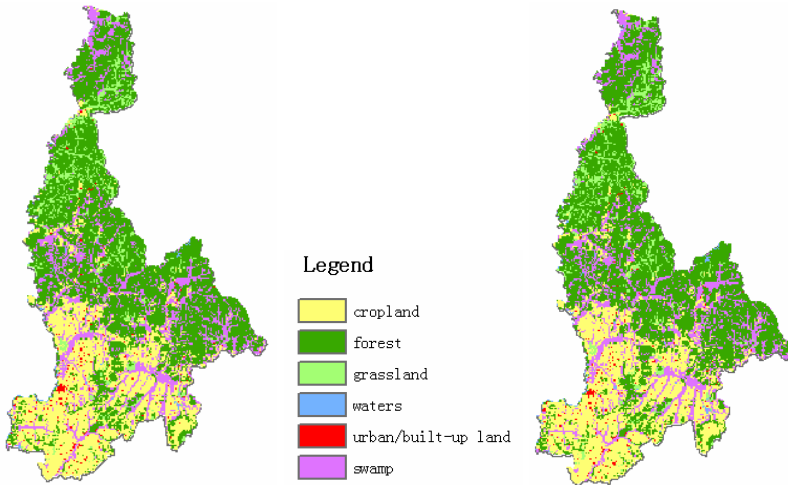 Legend
cropland
forest
grassland
waters
urban/built-up land
swamp